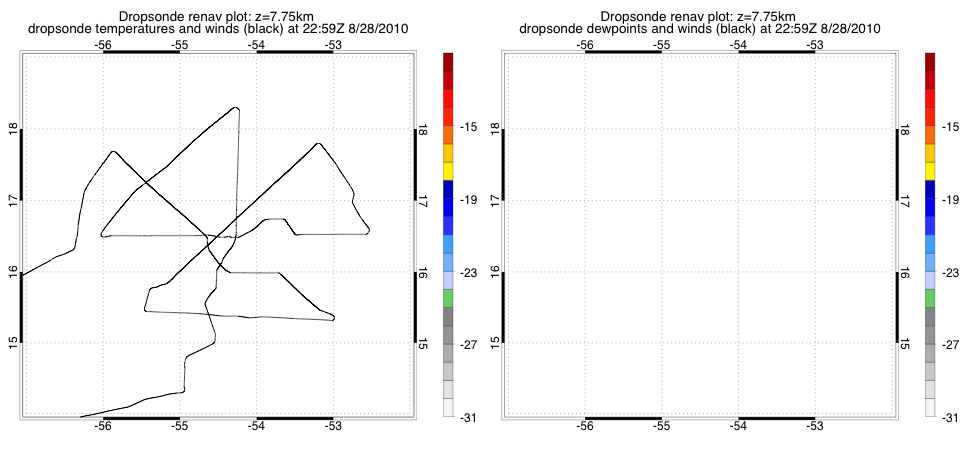 Dropsonde renav plot: z=7.75km
dropsonde temperatures and winds (black) at 22:59Z 8/28/2010
-56 -55 -54 -53
18 18
17 17
16 16
15 15
-56 -55 -54 -53
-15
-19
-23
-27
-31
Dropsonde renav plot: z=7.75km
dropsonde dewpoints and winds (black) at 22:59Z 8/28/2010
-56 -55 -54 -53
18 18
17 17
16 16
15 15
-56 -55 -54 -53
-15
-19
-23
-27
-31